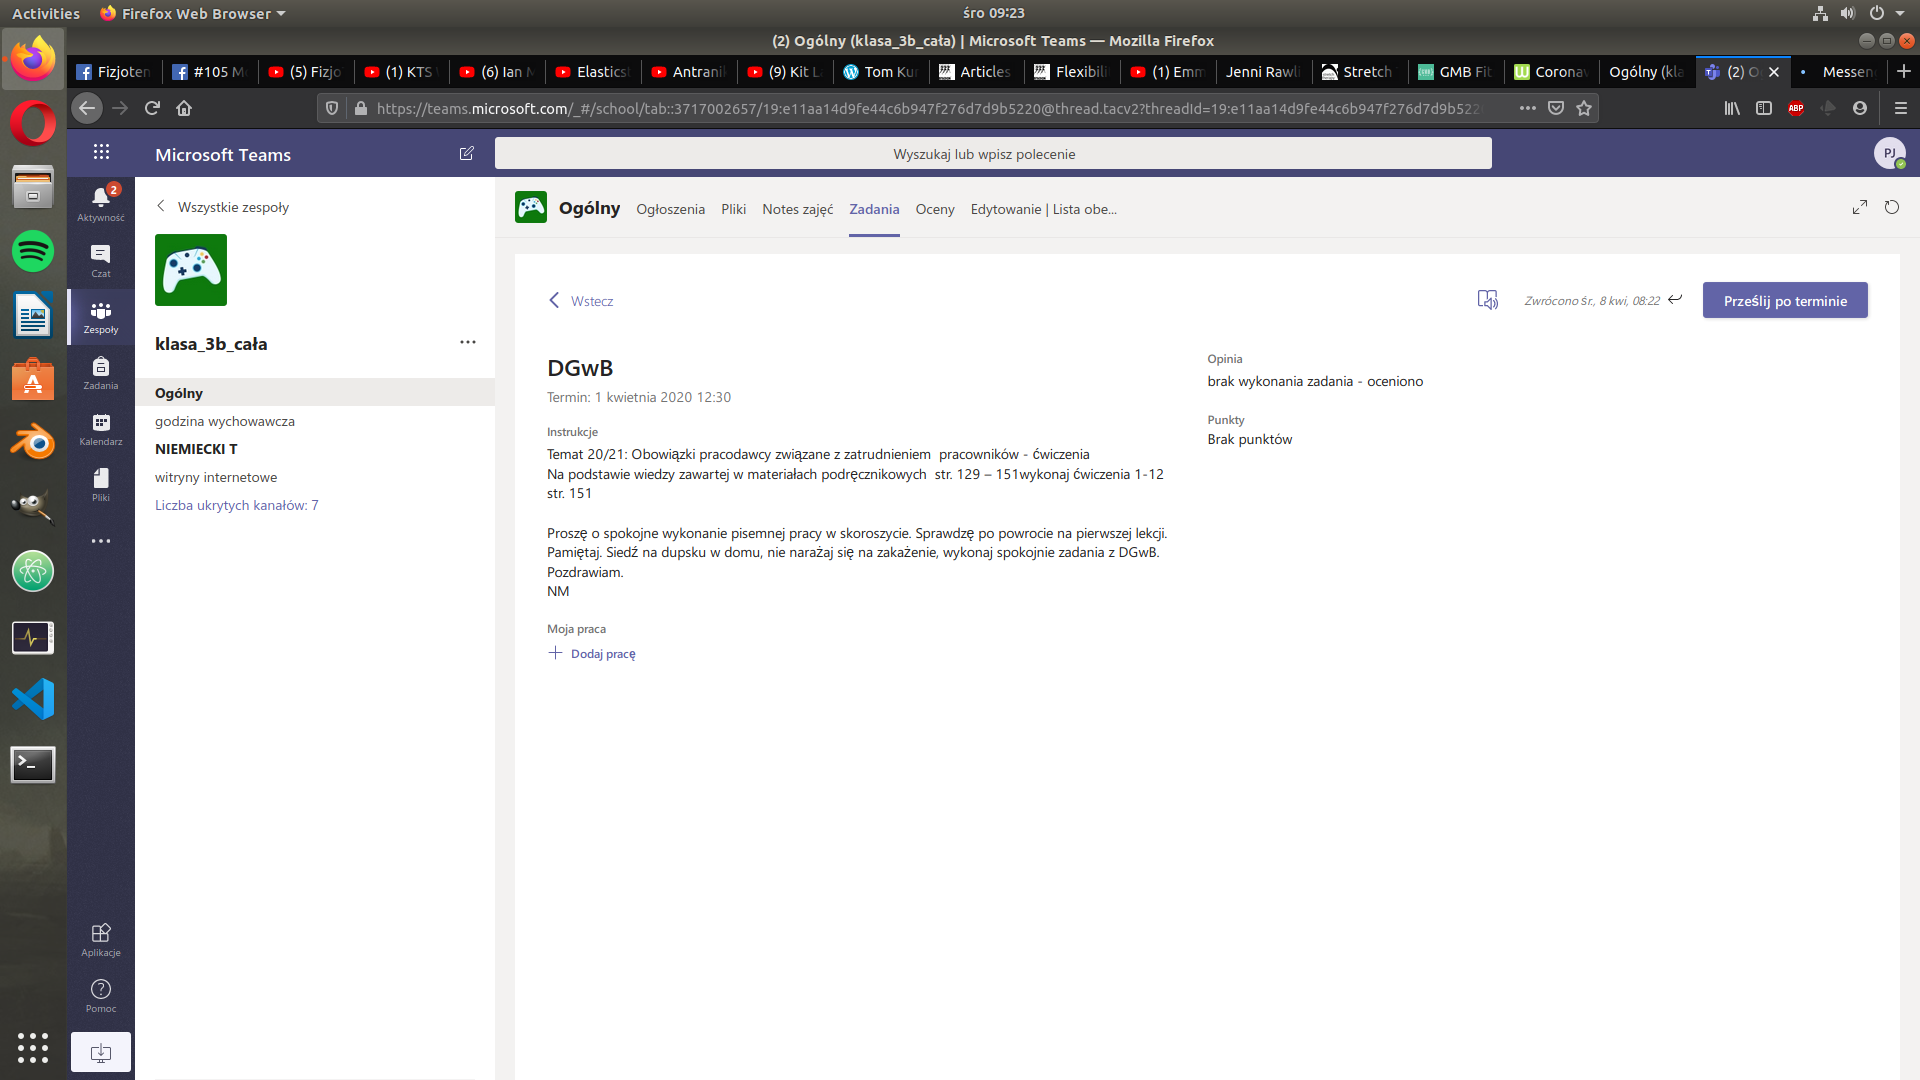 Activities
Firefox Web Browser
śro 09:23
(2) Ogólny (klasa_3b_cała) | Microsoft Teams — Mozilla Firefox
Fizjoten
#105 Mo
(5) Fizjo
(1) KTS
(6) Ian M
Elastics
Antrani
(9) Kit La
Tom Kur
Articles
Flexibili
(1) Emm
Jenni Rawli
Stretch
GMB Fit
Coronav
Ogólny (kla
(2) O
Messen
https://teams.microsoft.com/_#/school/tab::3717002657/19:e11aa14d9fe44c6b947f276d7d9b5220@thread.tacv2?threadId=19:e11aa14d9fe44c6b947f276d7d9b522
ABP
Microsoft Teams
Wyszukaj lub wpisz polecenie
PJ
2
Aktywność
Czat
Zespoły
Zadania
Kalendarz
Pliki
Aplikacje
Pomoc
Wszystkie zespoły
klasa_3b_cała
Ogólny
godzina wychowawcza
NIEMIECKI T
witryny internetowe
Liczba ukrytych kanałów: 7
Ogólny
Ogłoszenia
Pliki
Notes zajęć
Zadania
Oceny
Edytowanie | Lista obe...
Wstecz
Zwrócono śr., 8 kwi, 08:22
Prześlij po terminie
DGwB
Termin: 1 kwietnia 2020 12:30
Instrukcje
Temat 20/21: Obowiązki pracodawcy związane z zatrudnieniem  pracowników - ćwiczenia
Na podstawie wiedzy zawartej w materiałach podręcznikowych  str. 129 – 151wykonaj ćwiczenia 1-12
str. 151
Proszę o spokojne wykonanie pisemnej pracy w skoroszycie. Sprawdzę po powrocie na pierwszej lekcji.
Pamiętaj. Siedź na dupsku w domu, nie narażaj się na zakażenie, wykonaj spokojnie zadania z DGwB.
Pozdrawiam.
NM
Moja praca
Dodaj pracę
Opinia
brak wykonania zadania - oceniono
Punkty
Brak punktów